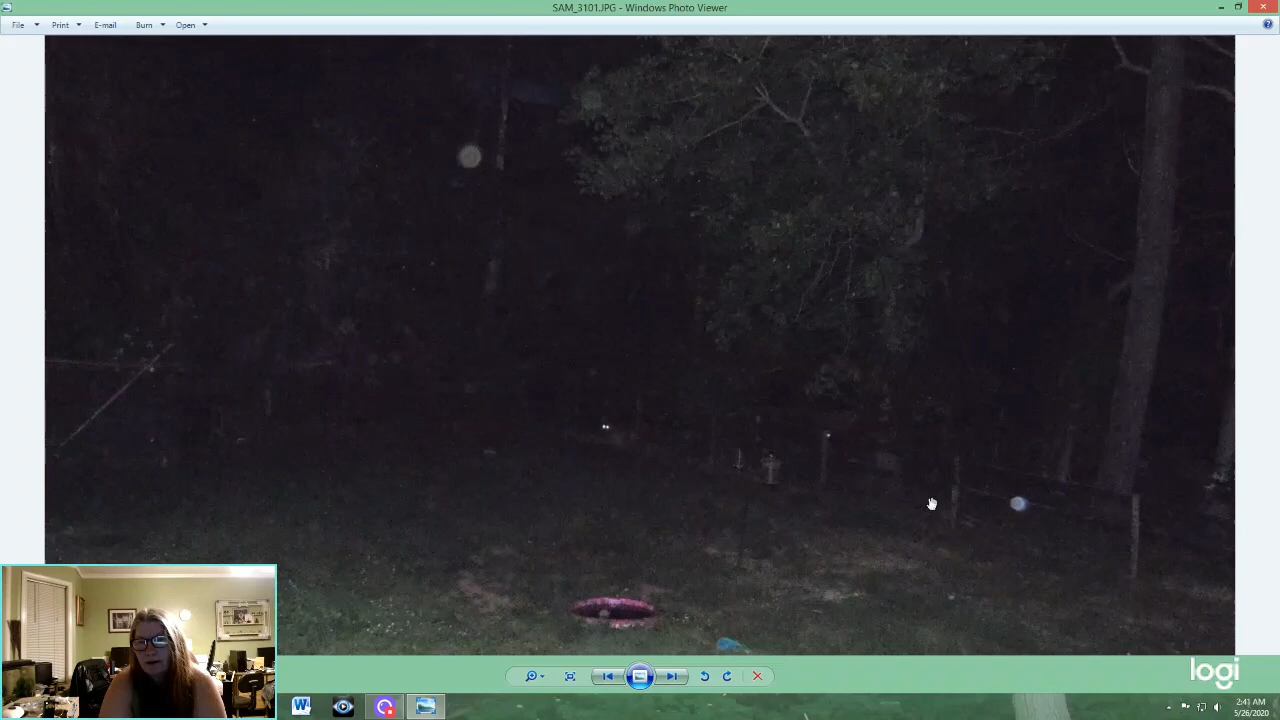 SAM_3101.JPG - Windows Photo Viewer
File Print E-mail Burn Open
logi
2:41 AM
5/26/2020